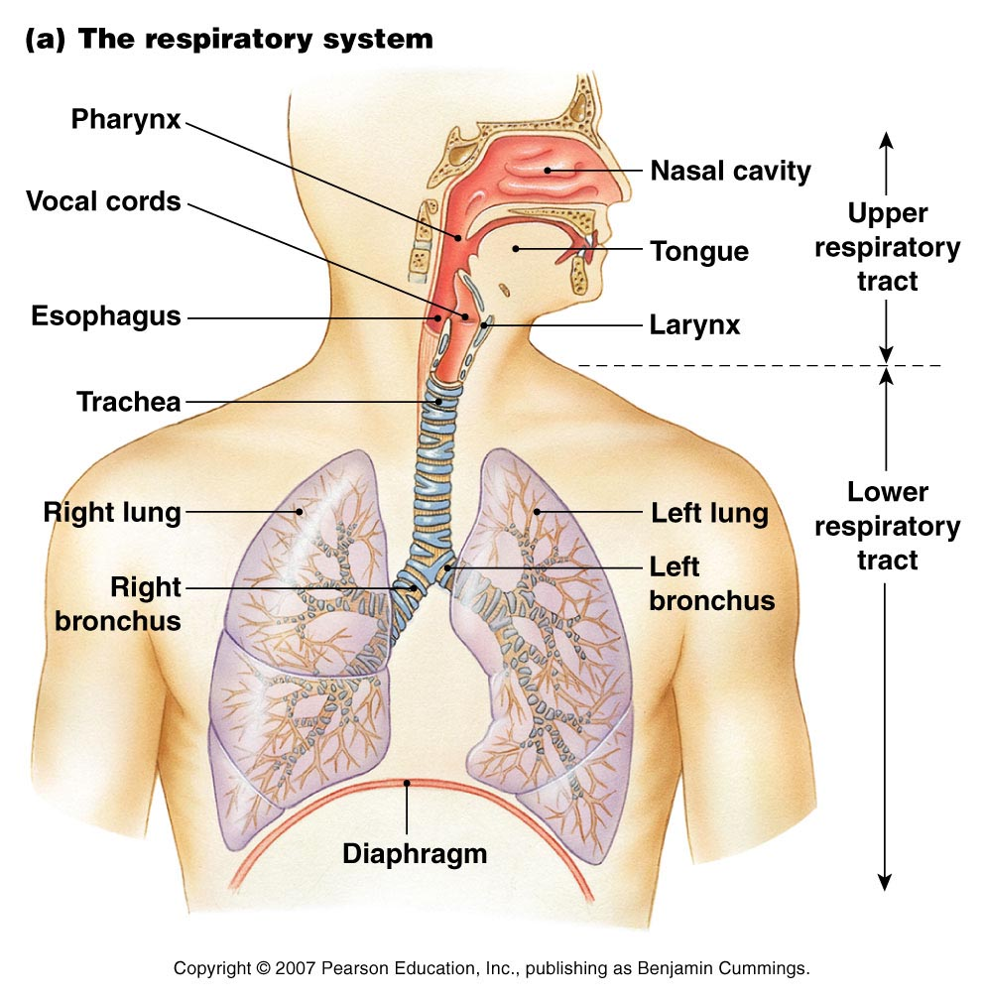 (a) The respiratory system
Pharynx
Vocal cords
Esophagus
Trachea
Right lung
Right
bronchus
Nasal cavity
Tongue
Larynx
Left lung
Left
bronchus
Diaphragm
Upper
respiratory
tract
Lower
respiratory
tract
Copyright © 2007 Pearson Education, Inc., publishing as Benjamin Cummings.